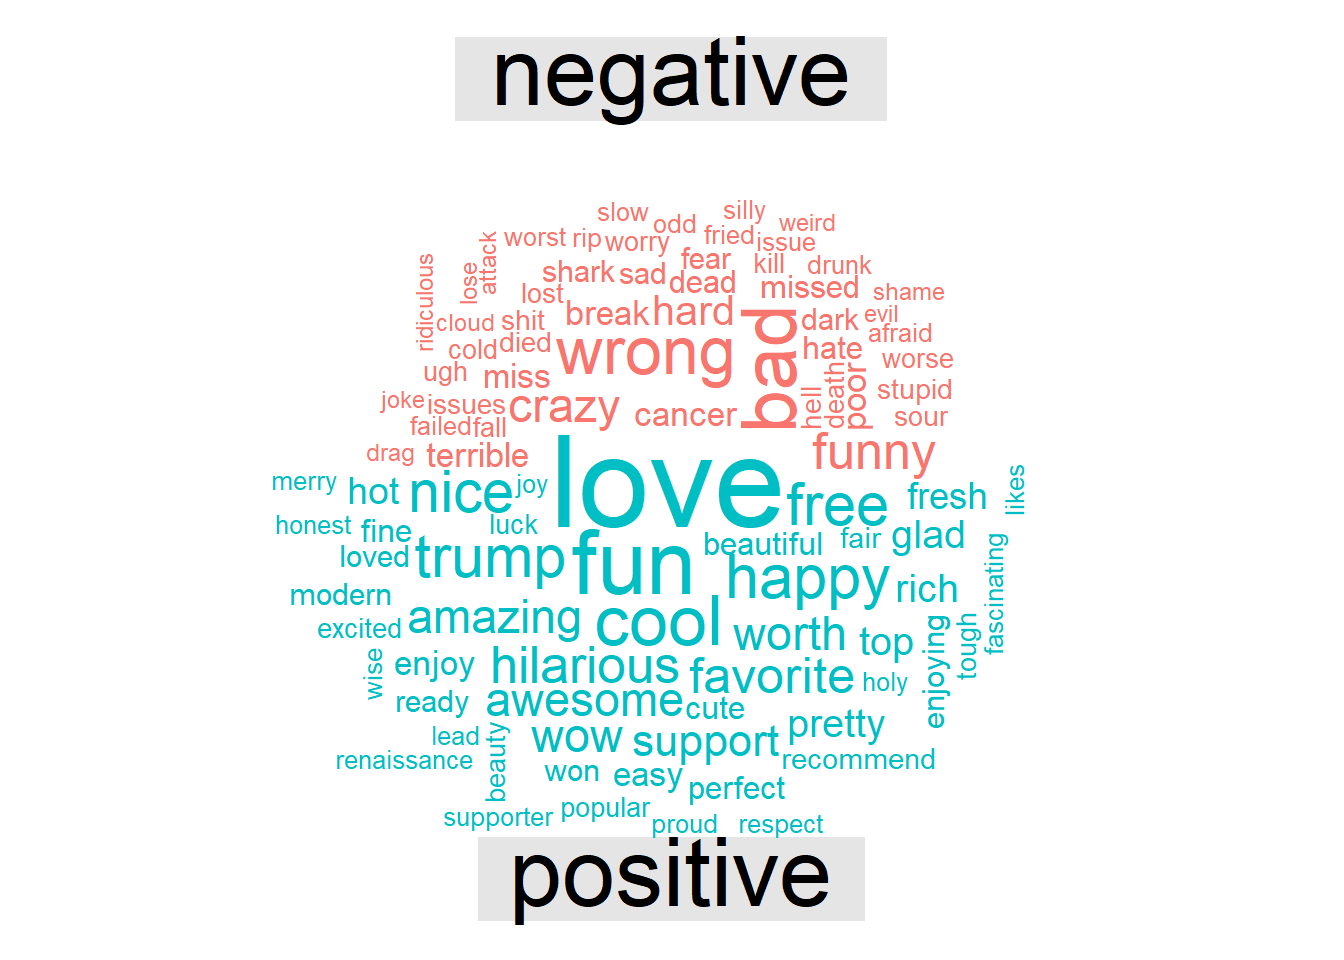 negative
slow odd silly weird
worst rip worry fried issue
ridiculous lose attack shark sad fear kill drunk
lost dead missed shame
cloud shit break hard bad dark evil
cold died wrong hate afraid
ugh miss hell death poor worse
joke issues crazy cancer stupid
failed fall sour
drag terrible funny
merry hot nice joy love free fresh likes
honest fine luck beautiful fair glad
loved trump fun happy rich fascinating
modern amazing cool worth top enjoying tough
excited
wise enjoy hilarious favorite holy
ready awesome cute pretty
lead beauty wow support
renaissance won easy perfect recommend
supporter popular proud respect
positive